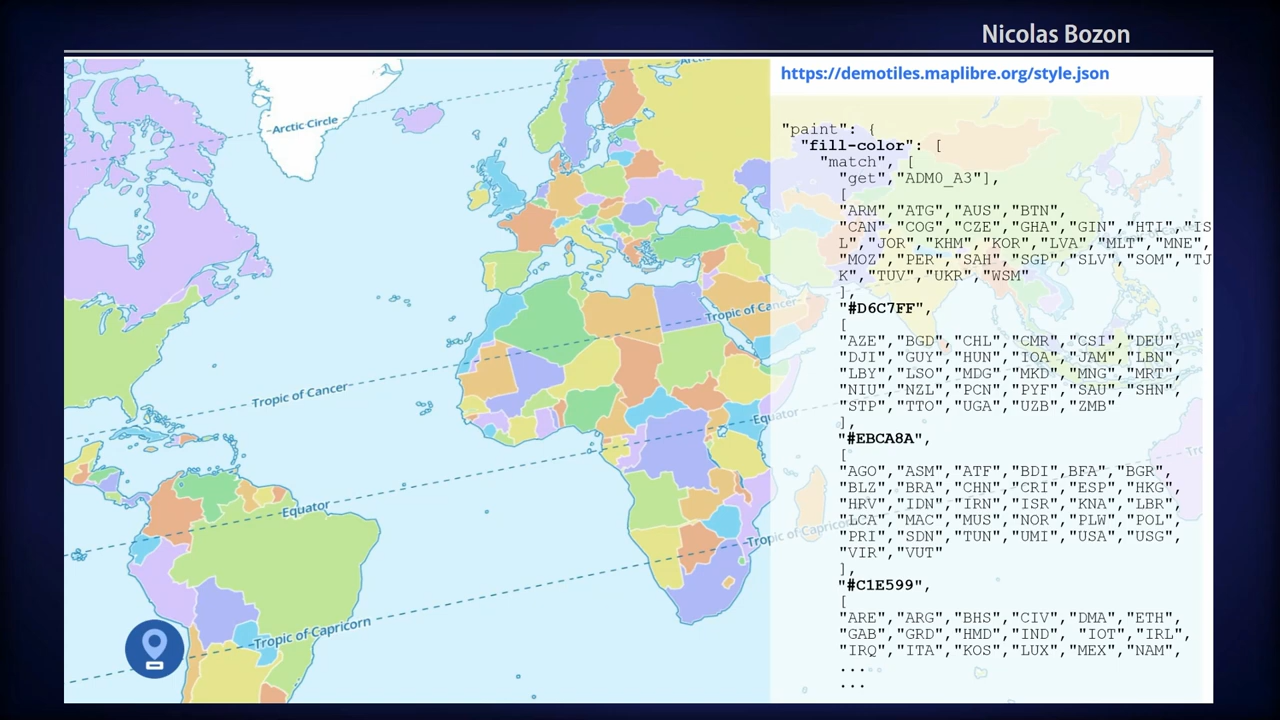 Nicolas Bozon
https://demotiles.maplibre.org/style.json
Arctic Circle
Tropic of Cancer
Tropic of Cancer
Equator
Equator
Tropic of Capricorn
Tropic of Capricorn
"paint": {
"fill-color": [
"match", [
"get","ADM0_A3"],
[
"ARM","ATG","AUS","BTN",
"CAN","COG","CZE","GHA","GIN","HTI","IS
L","JOR","KHM","KOR","LVA","MLT","MNE",
"MOZ","PER","SAH","SGP","SLV","SOM","TJ
K","TUV","UKR","WSM"
],
"#D6C7FF",
[
"AZE","BGD","CHL","CMR","CSI","DEU",
"DJI","GUY","HUN","IOA","JAM","LBN",
"LBY","LSO","MDG","MKD","MNG","MRT",
"NIU","NZL","PCN","PYF","SAU","SHN",
"STP","TTO","UGA","UZB","ZMB"
],
"#EBCA8A",
[
"AGO","ASM","ATF","BDI,BFA","BGR",
"BLZ","BRA","CHN","CRI","ESP","HKG",
"HRV","IDN","IRN","ISR","KNA","LBR",
"LCA","MAC","MUS","NOR","PLW","POL",
"PRI","SDN","TUN","UMI","USA","USG",
"VIR","VUT"
],
"#C1E599",
[
"ARE","ARG","BHS","CIV","DMA","ETH",
"GAB","GRD","HMD","IND", "IOT","IRL",
"IRQ","ITA","KOS","LUX","MEX","NAM",
...
...